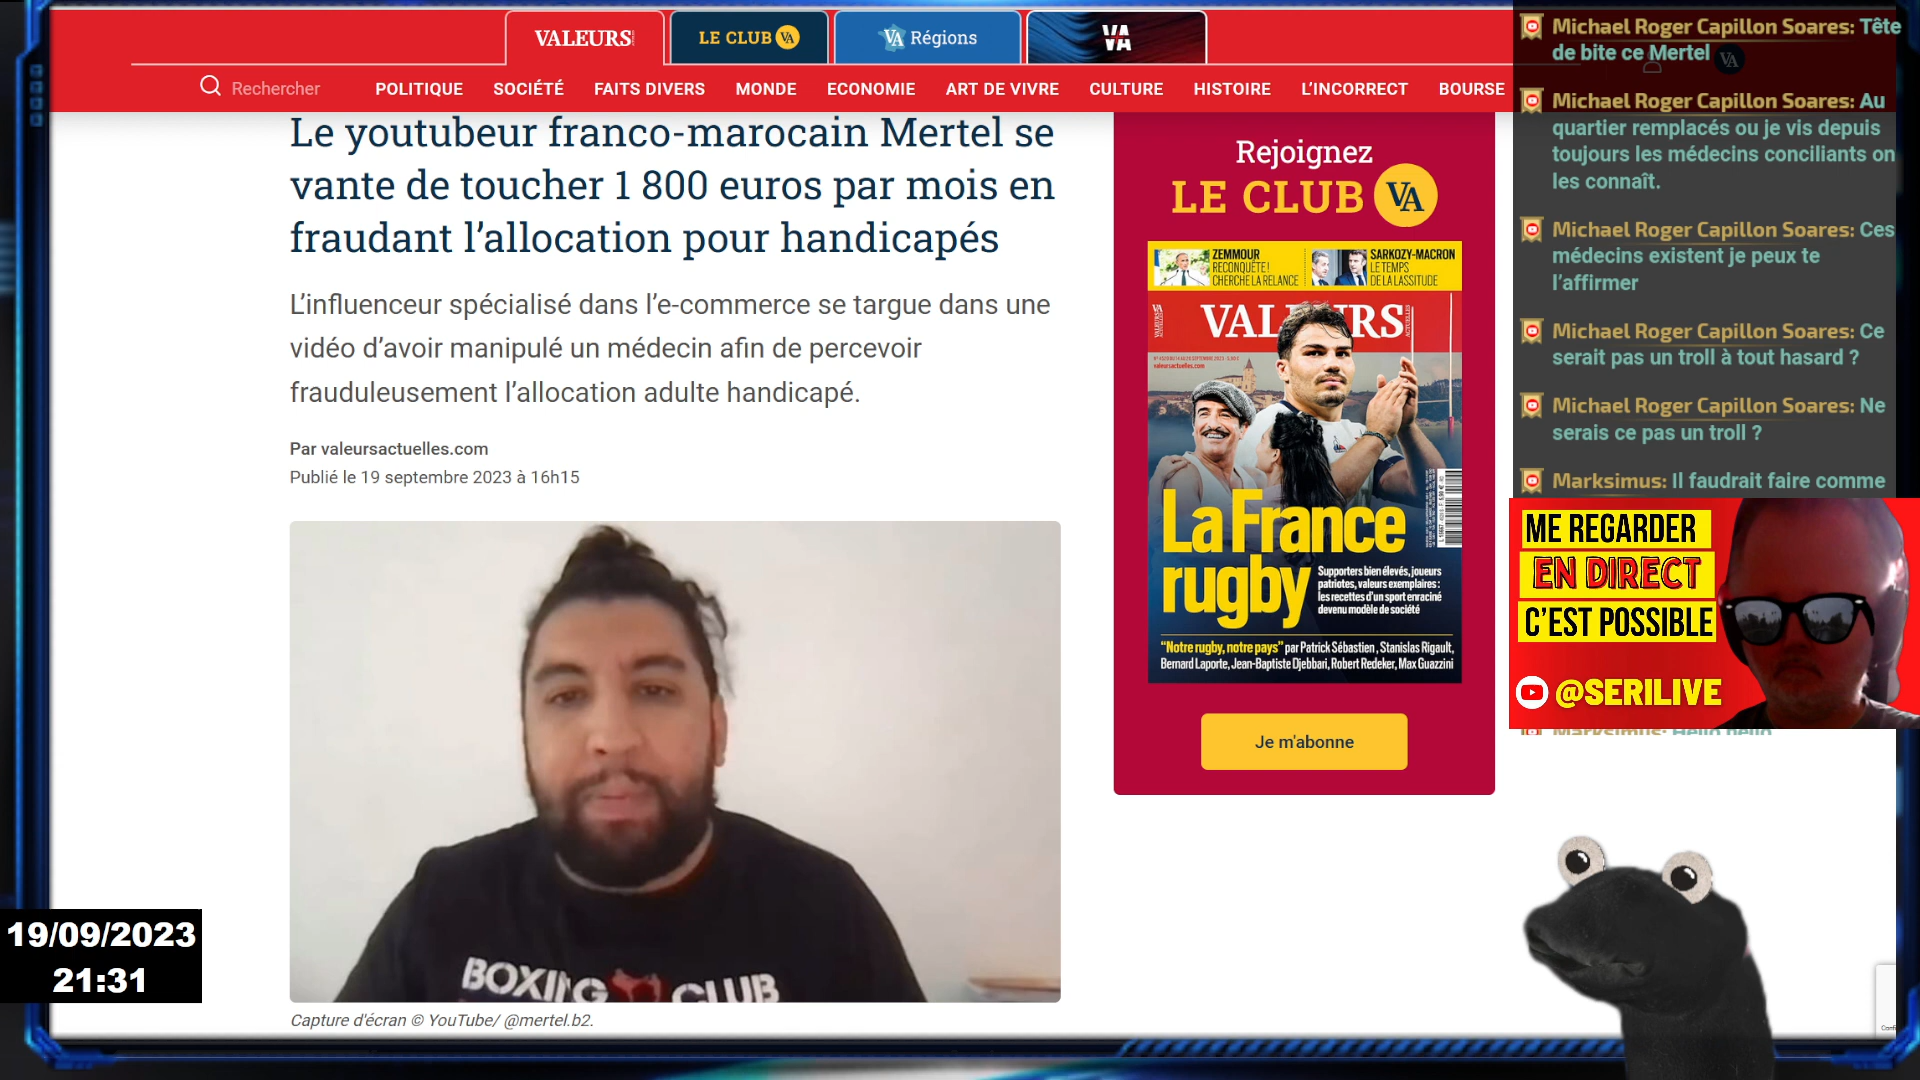 VALEURS
LE CLUB VA
VA Régions
VA
Rechercher
POLITIQUE
SOCIÉTÉ
FAITS DIVERS
MONDE
ECONOMIE
ART DE VIVRE
CULTURE
HISTOIRE
L'INCORRECT
BOURSE
Le youtubeur franco-marocain Mertel se
vante de toucher 1 800 euros par mois en
fraudant l’allocation pour handicapés
L’influenceur spécialisé dans l’e-commerce se targue dans une
vidéo d’avoir manipulé un médecin afin de percevoir
frauduleusement l’allocation adulte handicapé.
Par valeursactuelles.com
Publié le 19 septembre 2023 à 16h15
BOXING CLUB
Capture d'écran © YouTube/ @mertel.b2.
19/09/2023
21:31
Rejoignez
LE CLUB VA
ZEMMOUR
RECONQUÊTE !
CHERCHE LA RELANCE
SARKOZY-MACRON
LE TEMPS
DE LA LASSITUDE
VALEURS
valeursactuelles.com
La France
rugby
Supporters bien élevés, joueurs
patriotes, valeurs exemplaires :
les recettes d'un sport enraciné
devenu modèle de société
“Notre rugby, notre pays” par Patrick Sébastien, Stanislas Rigault,
Bernard Laporte, Jean-Baptiste Djebbari, Robert Redeker, Max Guazzini
Je m'abonne
Michael Roger Capillon Soares: Tête
de bite ce Mertel
VA
Michael Roger Capillon Soares: Au
quartier remplacés ou je vis depuis
toujours les médecins conciliants on
les connaît.
Michael Roger Capillon Soares: Ces
médecins existent je peux te
l’affirmer
Michael Roger Capillon Soares: Ce
serait pas un troll à tout hasard ?
Michael Roger Capillon Soares: Ne
serais ce pas un troll ?
Marksimus: Il faudrait faire comme
ME REGARDER
EN DIRECT
C'EST POSSIBLE
@SERILIVE
Marksimus: Hello hello